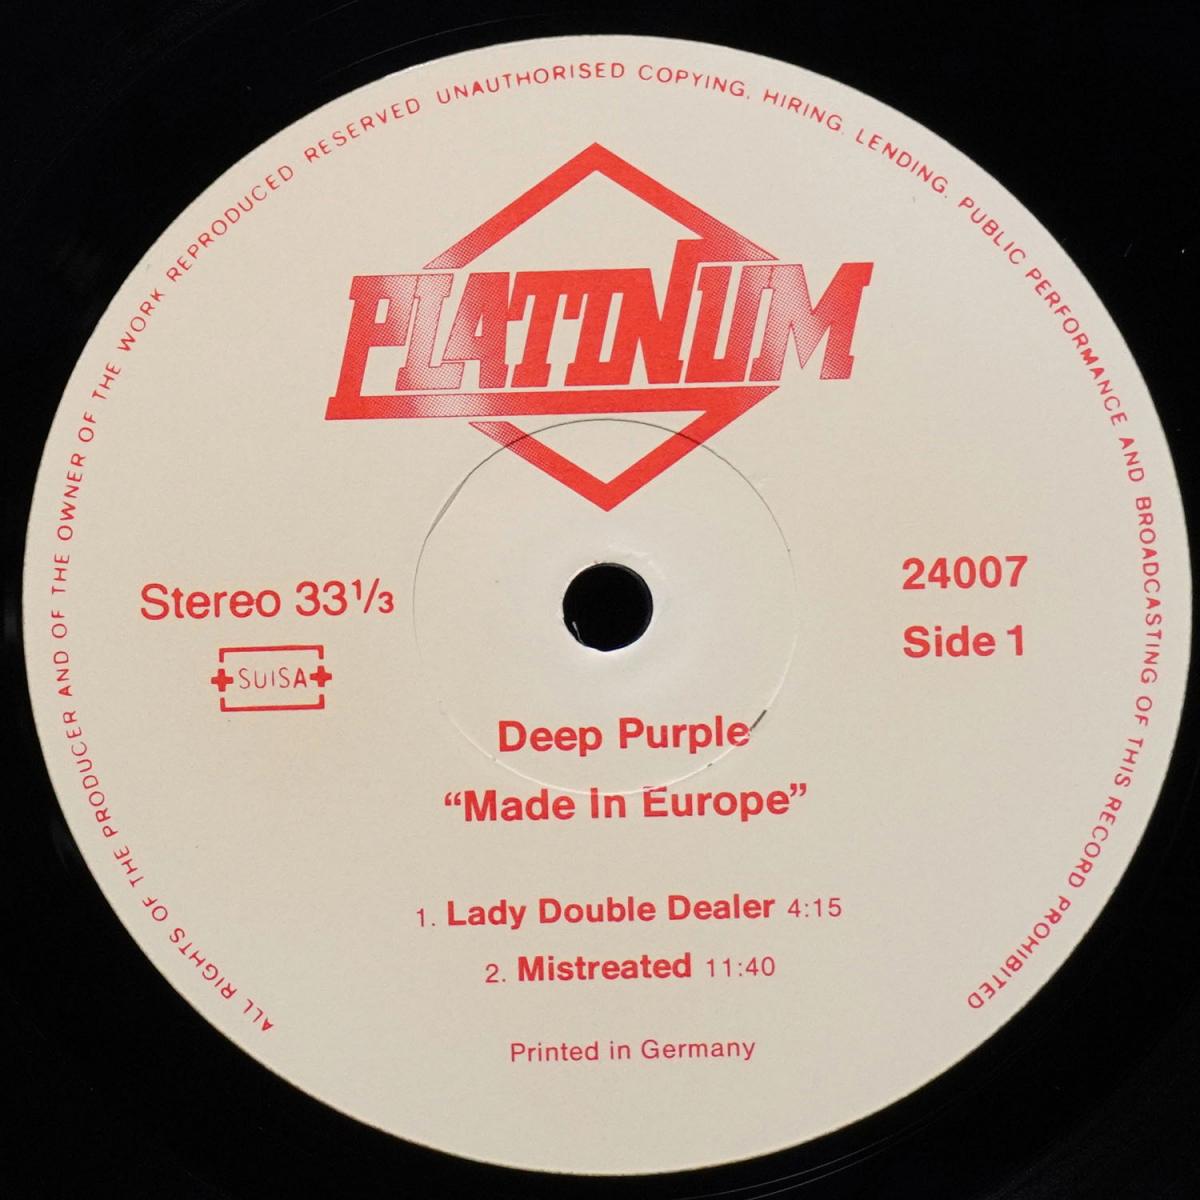 ALL RIGHTS OF THE PRODUCER AND OF THE OWNER OF THE WORK REPRODUCED RESERVED UNAUTHORISED COPYING, HIRING, LENDING, PUBLIC PERFORMANCE AND BROADCASTING OF THIS RECORD PROHIBITED
PLATINUM
Stereo 33⅓
SUISA
24007
Side 1
Deep Purple
“Made In Europe”
1. Lady Double Dealer 4:15
2. Mistreated 11:40
Printed in Germany